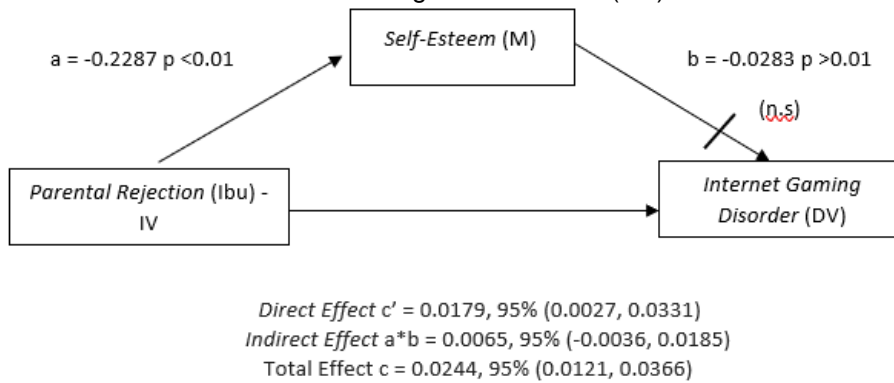 Self-Esteem (M)
a = -0.2287 p <0.01
b = -0.0283 p >0.01
(n.s)
Parental Rejection (Ibu) -
IV
Internet Gaming
Disorder (DV)
Direct Effect c' = 0.0179, 95% (0.0027, 0.0331)
Indirect Effect a*b = 0.0065, 95% (-0.0036, 0.0185)
Total Effect c = 0.0244, 95% (0.0121, 0.0366)